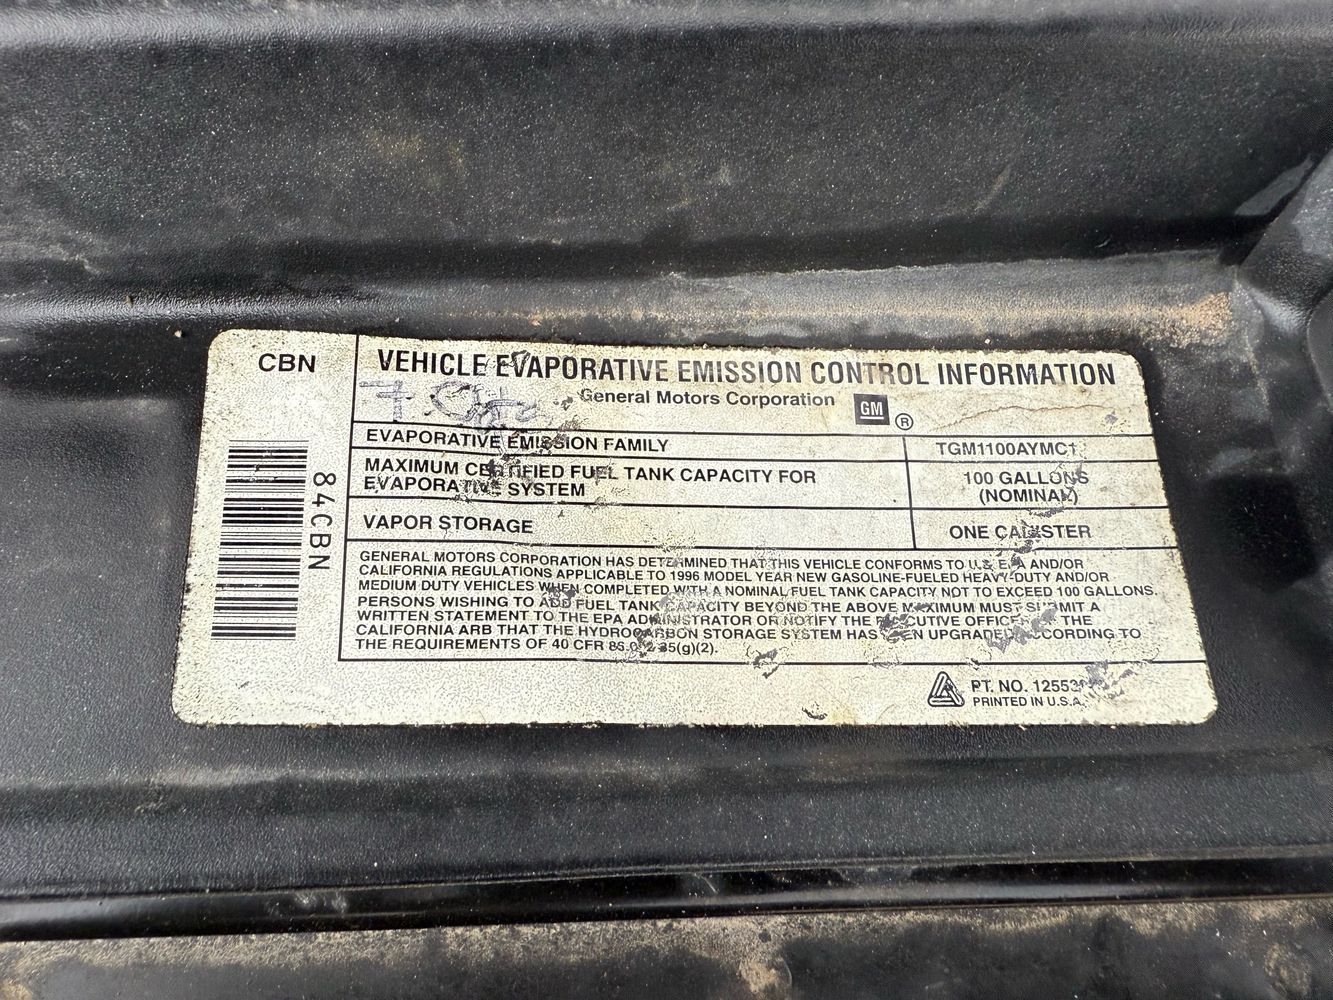 CBN
VEHICLE EVAPORATIVE EMISSION CONTROL INFORMATION
General Motors Corporation GM ®
84CBN
EVAPORATIVE EMISSION FAMILY TGM1100AYMC1
MAXIMUM CERTIFIED FUEL TANK CAPACITY FOR
EVAPORATIVE SYSTEM
100 GALLONS
(NOMINAL)
VAPOR STORAGE ONE CANISTER
GENERAL MOTORS CORPORATION HAS DETERMINED THAT THIS VEHICLE CONFORMS TO U.S. EPA AND/OR
CALIFORNIA REGULATIONS APPLICABLE TO 1996 MODEL YEAR NEW GASOLINE-FUELED HEAVY-DUTY AND/OR
MEDIUM DUTY VEHICLES WHEN COMPLETED WITH A NOMINAL FUEL TANK CAPACITY NOT TO EXCEED 100 GALLONS.
PERSONS WISHING TO ADD FUEL TANK CAPACITY BEYOND THE ABOVE MAXIMUM MUST SUBMIT A
WRITTEN STATEMENT TO THE EPA ADMINISTRATOR OR NOTIFY THE EXECUTIVE OFFICER OF THE
CALIFORNIA ARB THAT THE HYDROCARBON STORAGE SYSTEM HAS BEEN UPGRADED ACCORDING TO
THE REQUIREMENTS OF 40 CFR
PT. NO.
PRINTED IN U.S.A.